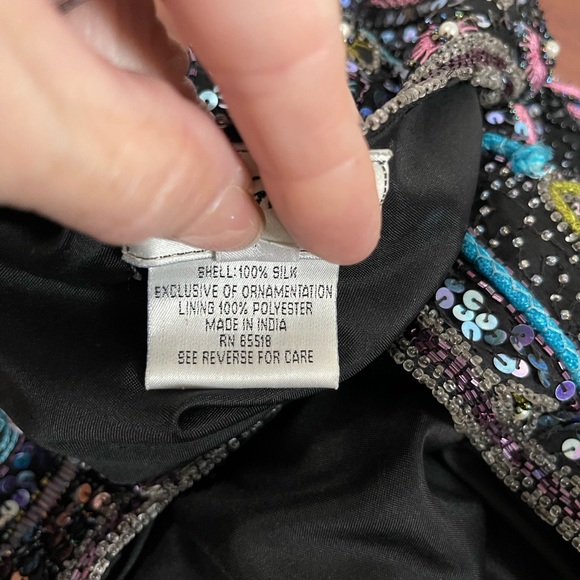 SHELL: 100% SILK
EXCLUSIVE OF ORNAMENTATION
LINING 100% POLYESTER
MADE IN INDIA
RN 65518
SEE REVERSE FOR CARE